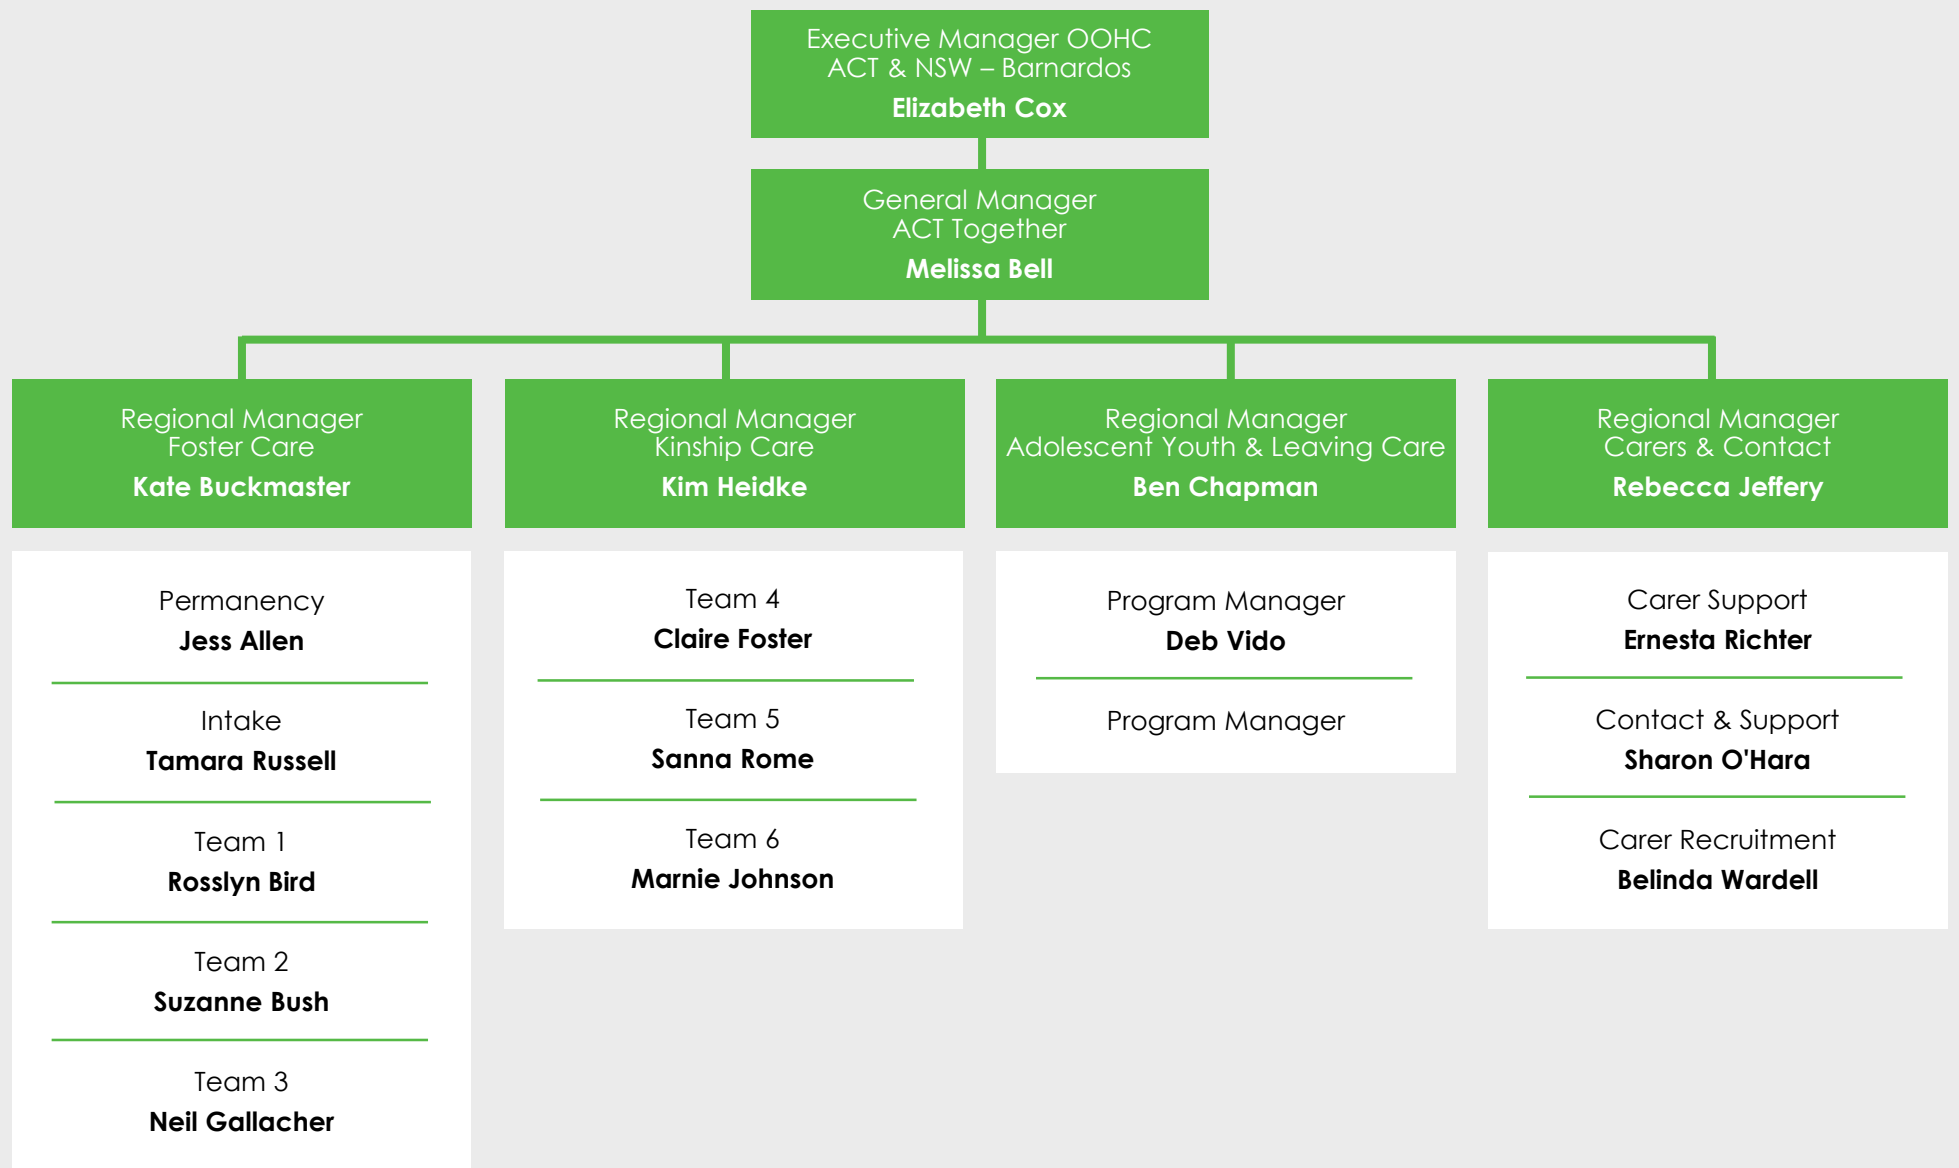 Executive Manager OOHC
ACT & NSW – Barnardos
Elizabeth Cox
General Manager
ACT Together
Melissa Bell
Regional Manager
Foster Care
Kate Buckmaster
Regional Manager
Kinship Care
Kim Heidke
Regional Manager
Adolescent Youth & Leaving Care
Ben Chapman
Regional Manager
Carers & Contact
Rebecca Jeffery
Permanency
Jess Allen
Intake
Tamara Russell
Team 1
Rosslyn Bird
Team 2
Suzanne Bush
Team 3
Neil Gallacher
Team 4
Claire Foster
Team 5
Sanna Rome
Team 6
Marnie Johnson
Program Manager
Deb Vido
Program Manager
Carer Support
Ernesta Richter
Contact & Support
Sharon O'Hara
Carer Recruitment
Belinda Wardell